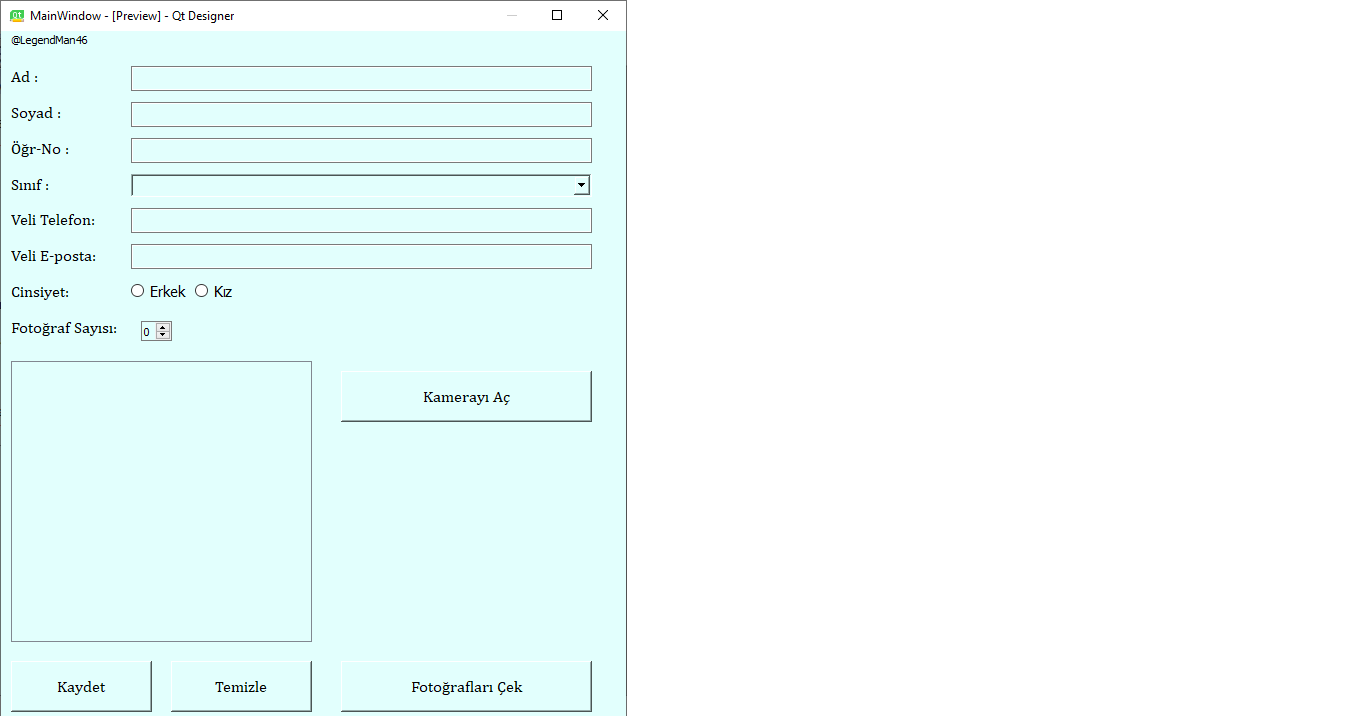 MainWindow - [Preview] - Qt Designer
@LegendMan46
Ad :
Soyad :
Öğr-No :
Sınıf :
Veli Telefon:
Veli E-posta:
Cinsiyet: Erkek Kız
Fotoğraf Sayısı: 0
Kamerayı Aç
Kaydet Temizle Fotoğrafları Çek